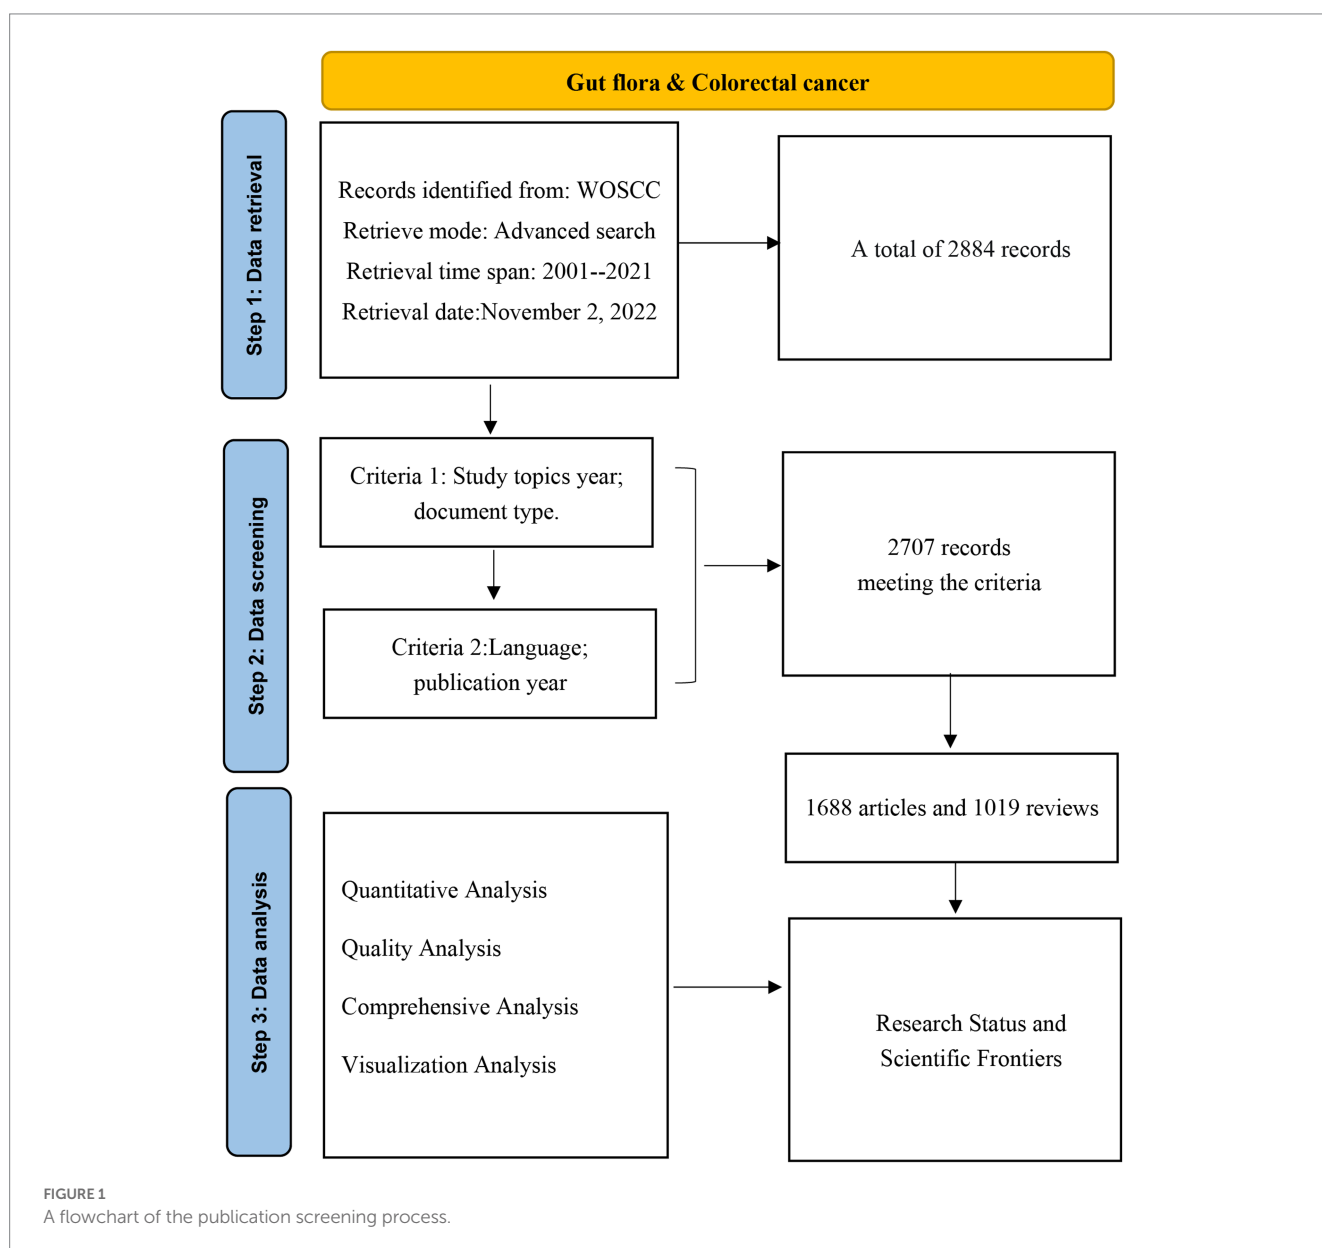 Gut flora & Colorectal cancer
Step 1: Data retrieval
Records identified from: WOSCC
Retrieve mode: Advanced search
Retrieval time span: 2001--2021
Retrieval date:November 2, 2022
A total of 2884 records
Step 2: Data screening
Criteria 1: Study topics year;
document type.
Criteria 2:Language;
publication year
2707 records
meeting the criteria
1688 articles and 1019 reviews
Step 3: Data analysis
Quantitative Analysis
Quality Analysis
Comprehensive Analysis
Visualization Analysis
Research Status and
Scientific Frontiers
FIGURE 1
A flowchart of the publication screening process.